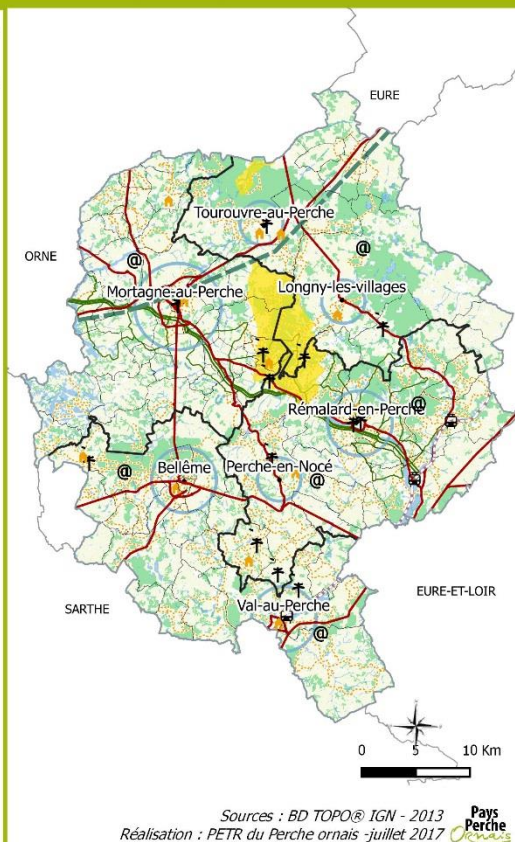 EURE
Tourouvre-au-Perche
@
ORNE
@
Mortagne-au-Perche
Longny-les-villages
@
Rémalard-en-Perche
@
Bellême
Perche-en-Nocé
@
EURE-ET-LOIR
SARTHE
Val-au-Perche
@
0 5 10 Km
Sources : BD TOPO® IGN - 2013
Réalisation : PETR du Perche ornais -juillet 2017
Pays
Perche
Ornais